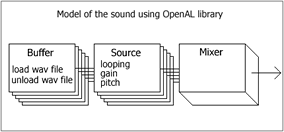 Model of the sound using OpenAL library
Buffer
load wav file
unload wav file
Source
looping
gain
pitch
Mixer